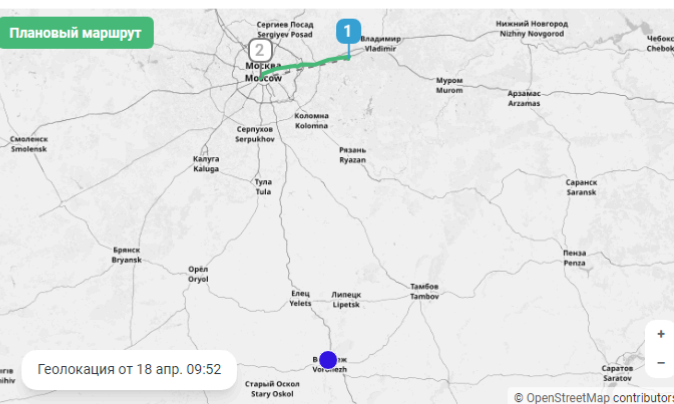 Плановый маршрут
Сергиев Посад
Sergiyev Posad
1
Нижний Новгород
Nizhny Novgorod
Владимир
Vladimir
2
Москва
Moscow
Муром
Murom
Арзамас
Arzamas
Коломна
Kolomna
Серпухов
Serpukhov
Смоленск
Smolensk
Рязань
Ryazan
Калуга
Kaluga
Тула
Tula
Саранск
Saransk
Брянск
Bryansk
Пенза
Penza
Орёл
Oryol
Елец
Yelets
Липецк
Lipetsk
Тамбов
Tambov
+
−
Геолокация от 18 апр. 09:52
Voronezh
Саратов
Saratov
Старый Оскол
Stary Oskol
© OpenStreetMap contributors